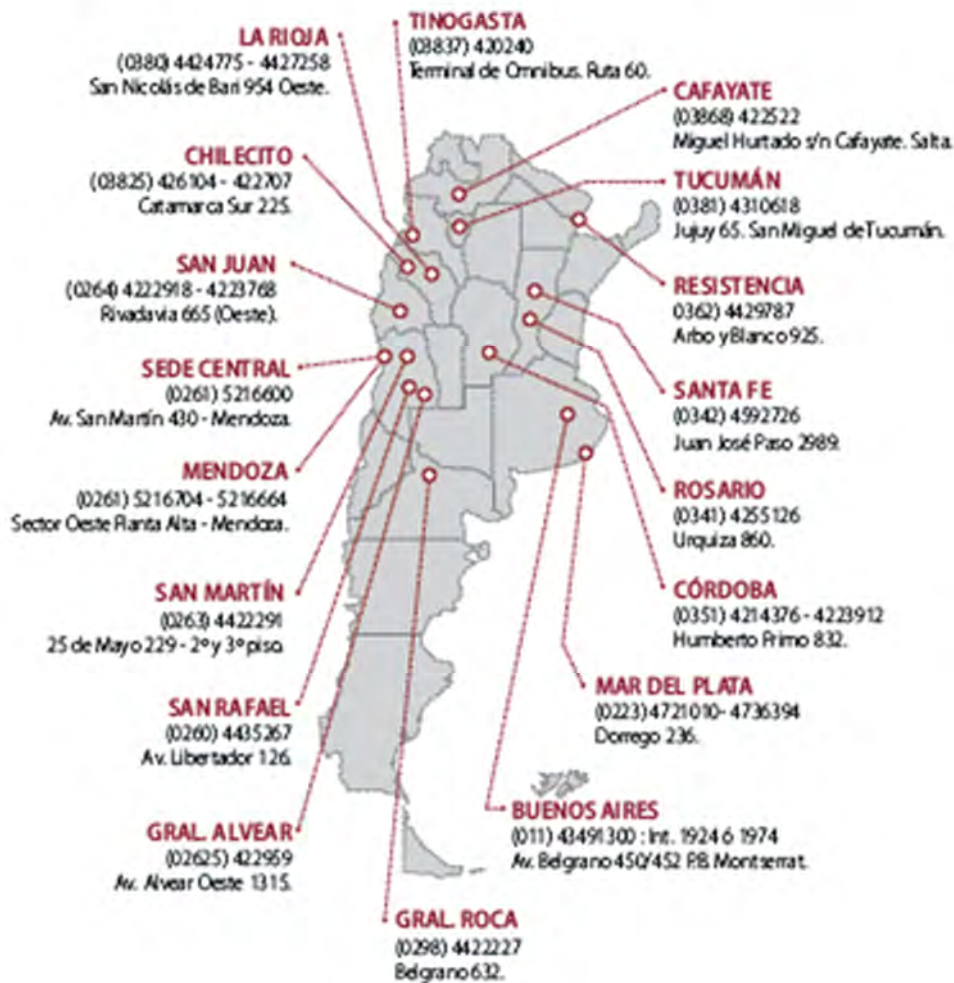 TINOGASTA
(03837) 420240
Terminal de Omnibus. Ruta 60.
LA RIOJA
(0380) 4424775 - 4427258
San Nicolás de Bari 954 Oeste.
CAFAYATE
(03868) 422522
Miguel Hurtado s/n Cafayate. Salta.
CHILECITO
(03825) 426104 - 422707
Catamarca Sur 225.
TUCUMÁN
(0381) 4310618
Jujuy 65. San Miguel de Tucumán.
SAN JUAN
(0264) 4222918 - 4223768
Rivadavia 665 (Oeste).
RESISTENCIA
0362) 4429787
Arbo y Blanco 925.
SEDE CENTRAL
(0261) 5216600
Av. San Martín 430 - Mendoza.
SANTA FE
(0342) 4592726
Juan José Paso 2989.
MENDOZA
(0261) 5216704 - 5216664
Sector Oeste Planta Alta - Mendoza.
ROSARIO
(0341) 4255126
Urquiza 860.
SAN MARTÍN
(0263) 4422291
25 de Mayo 229 - 2º y 3º piso.
CÓRDOBA
(0351) 4214376 - 4223912
Humberto Primo 832.
SAN RAFAEL
(0260) 4435267
Av. Libertador 126.
MAR DEL PLATA
(0223) 4721010- 4736394
Dorrego 236.
GRAL. ALVEAR
(02625) 422959
Av. Alvear Oeste 1315.
BUENOS AIRES
(011) 43491300 : Int. 1924 ó 1974
Av. Belgrano 450/452 P.B. Montserrat.
GRAL. ROCA
(0298) 4422227
Belgrano 632.